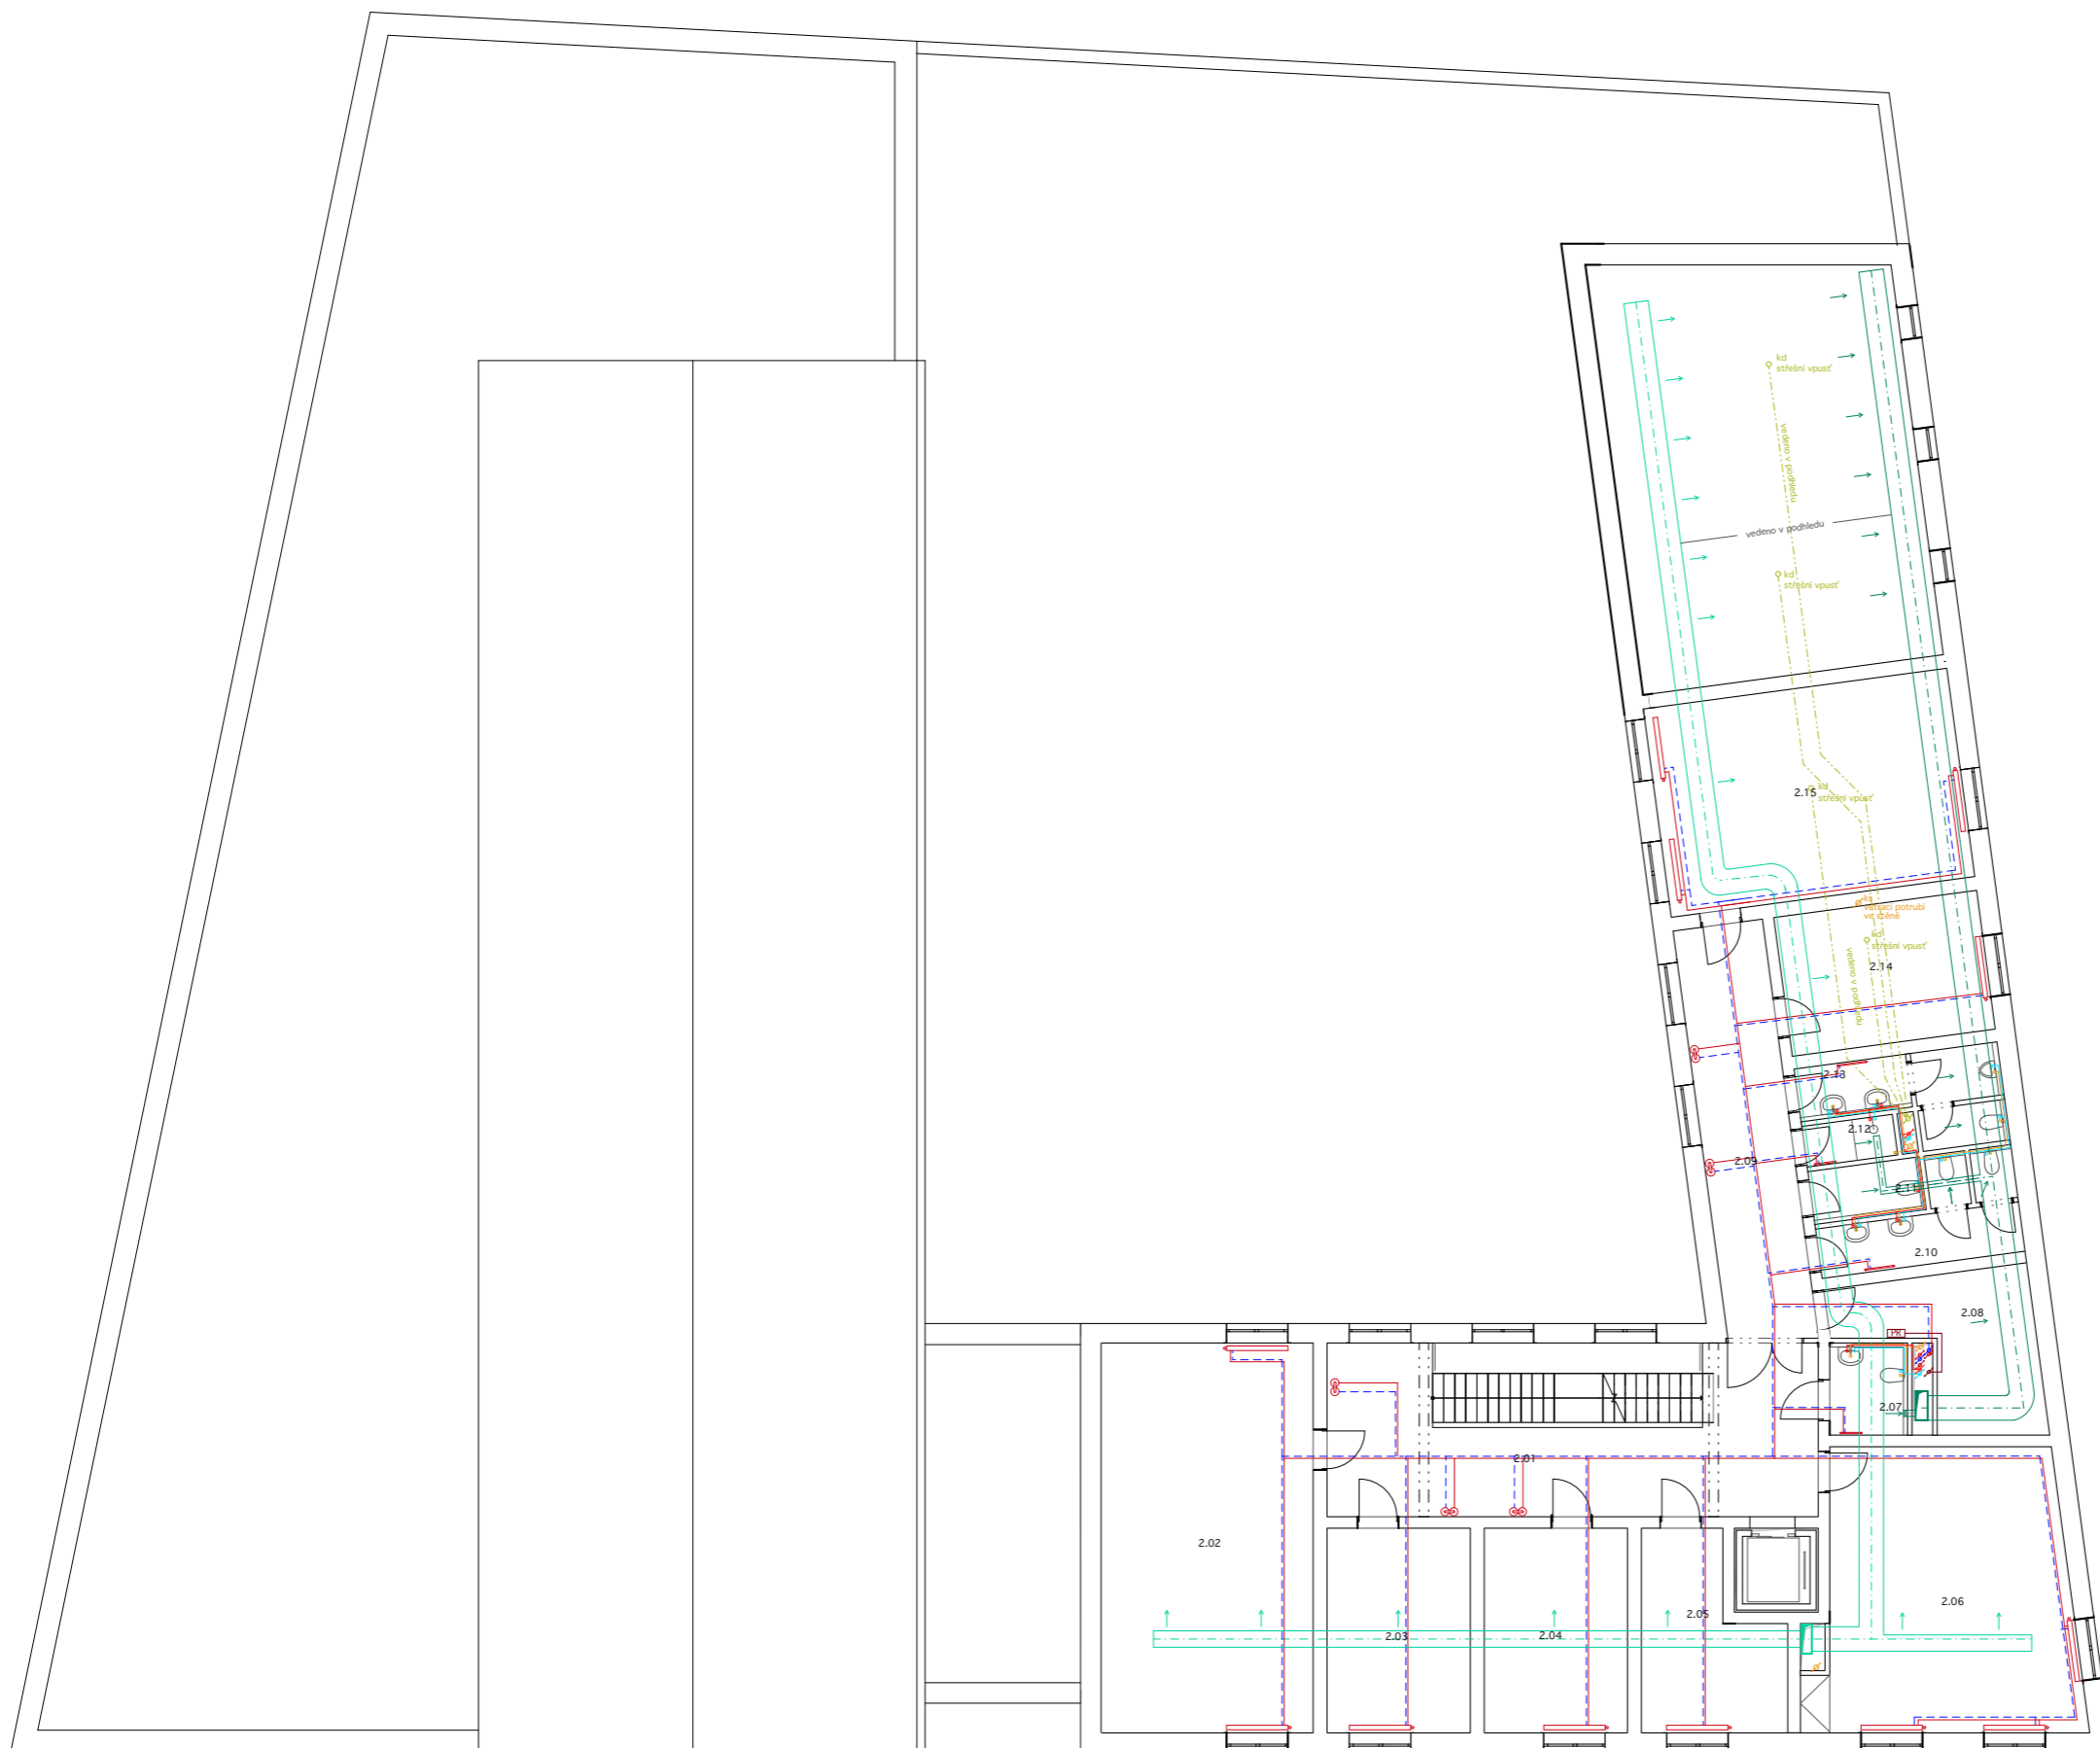 kd
střešní vpusť
vedeno v podhledu
vedeno v podhledu
kd
střešní vpusť
2.15
kd
střešní vpusť
ks
větrací potrubí
ve stěně
kd
střešní vpusť
2.14
vedeno v podhledu
2.13
2.12
2.09
2.11
2.10
2.08
PR
2.07
2.01
2.02
2.06
2.05
2.03
2.04